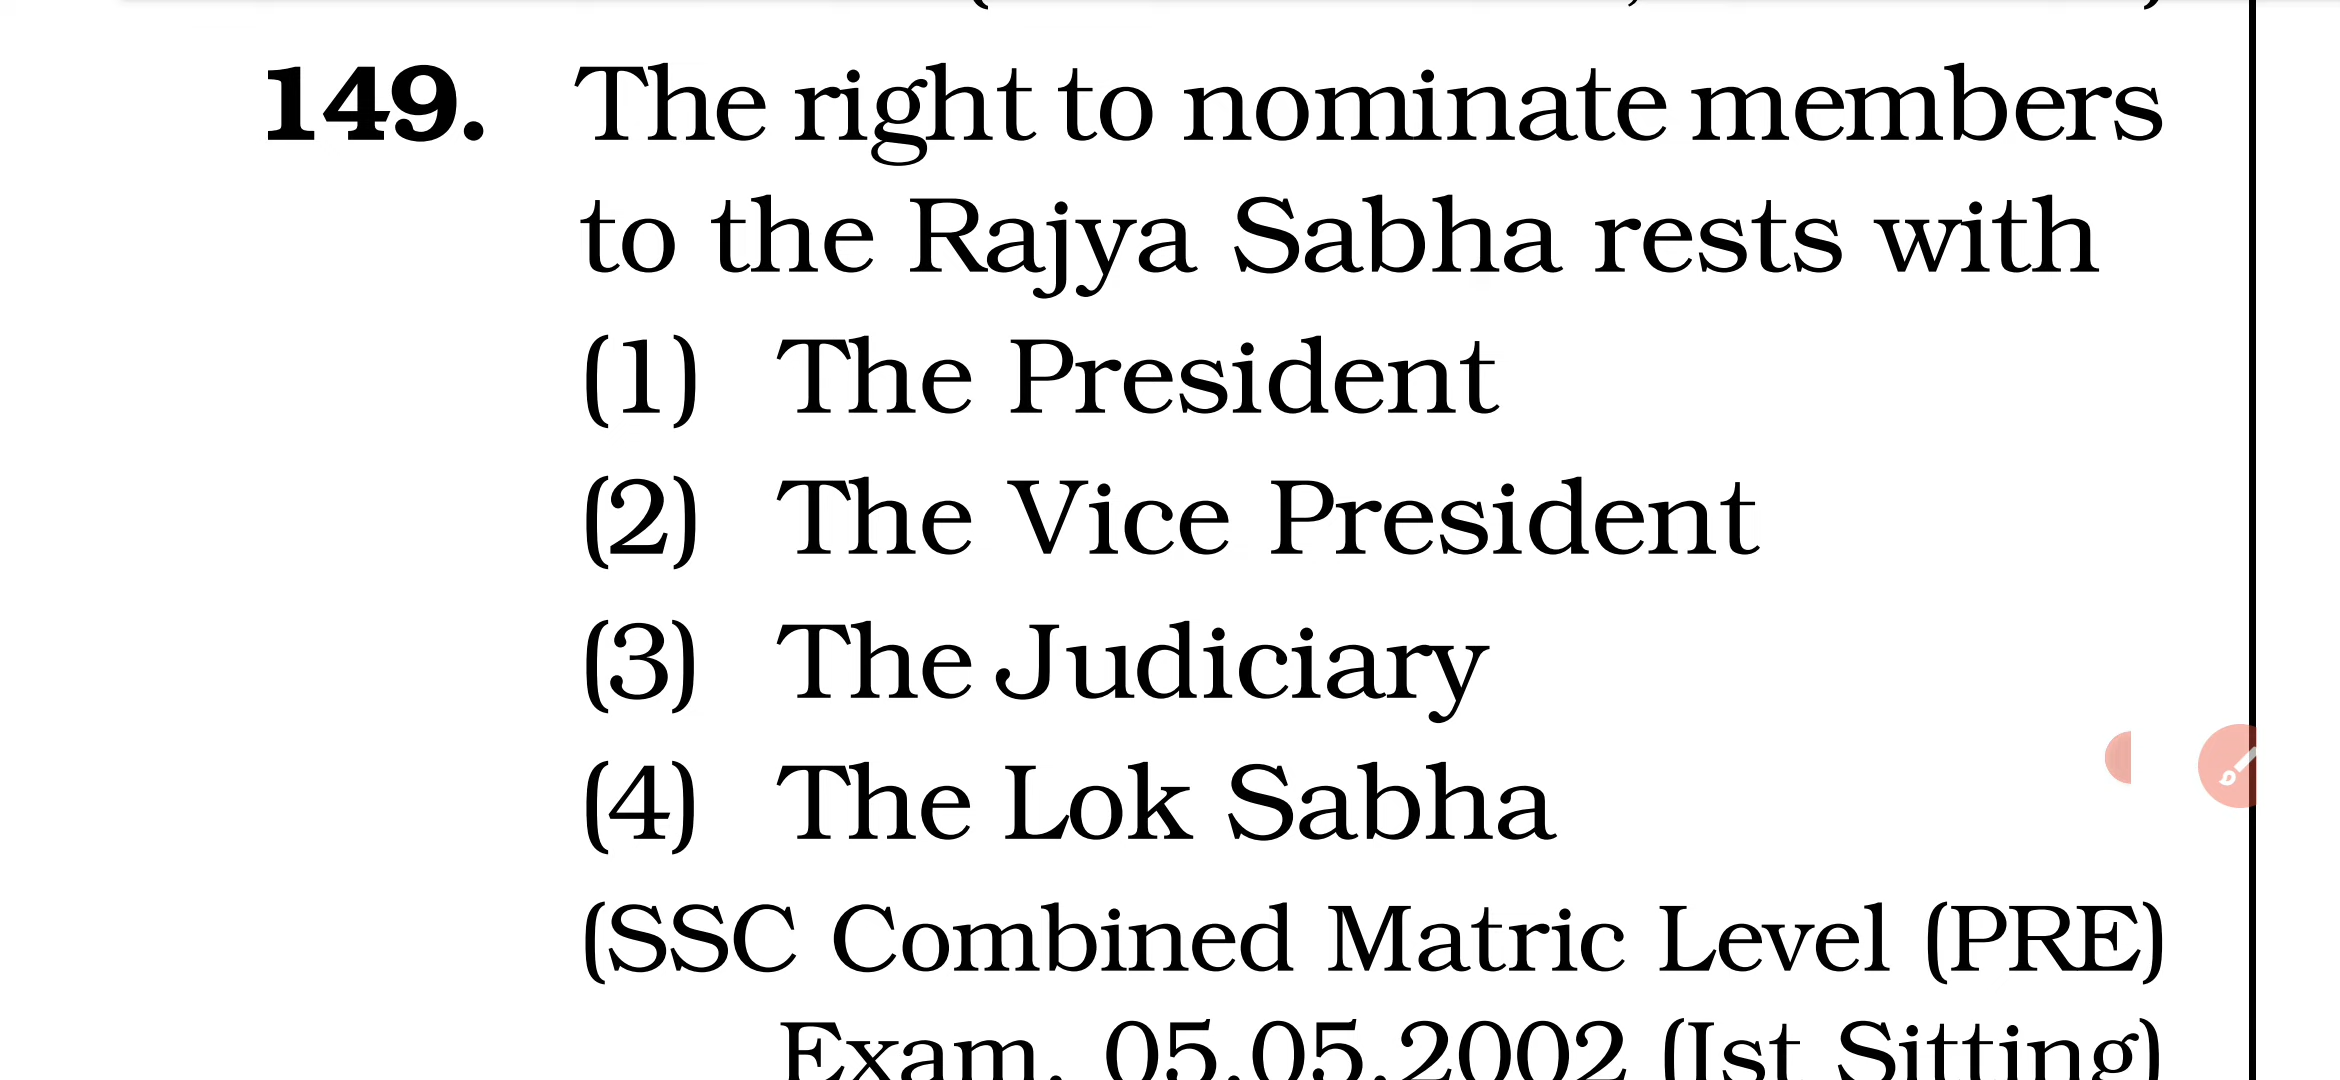 149. The right to nominate members
to the Rajya Sabha rests with
(1) The President
(2) The Vice President
(3) The Judiciary
(4) The Lok Sabha
(SSC Combined Matric Level (PRE)
Exam. 05.05.2002 (Ist Sitting)